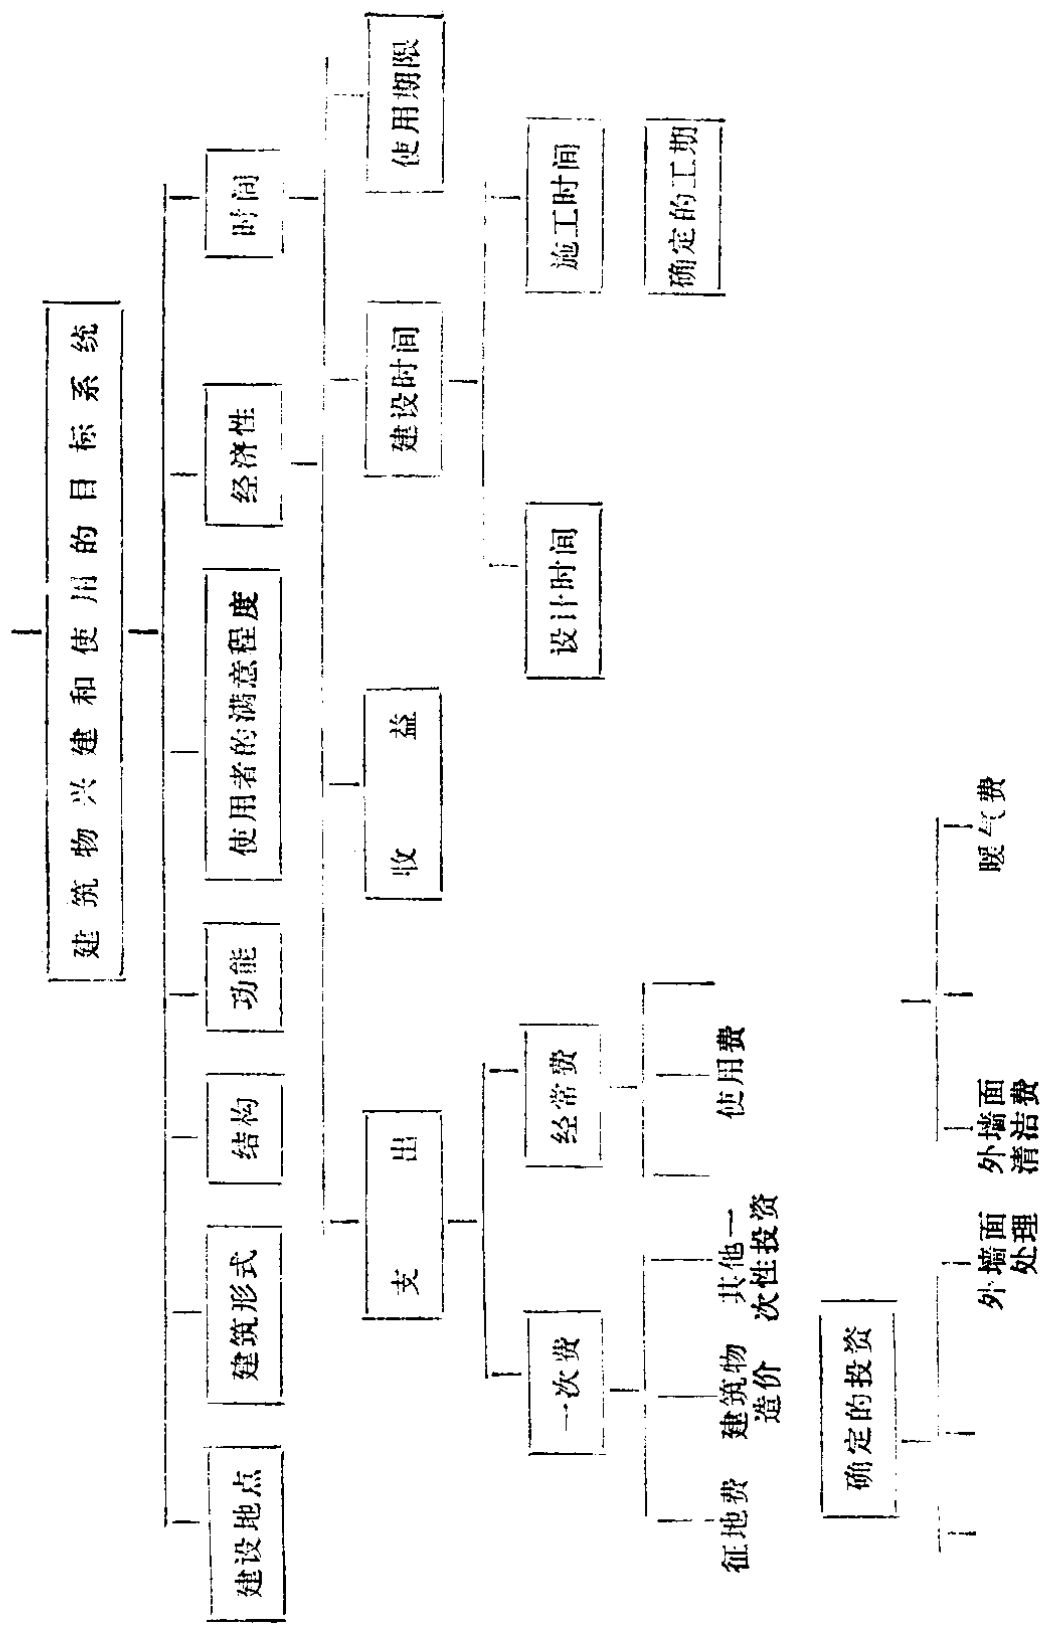 建筑物兴建和使用的目标系统
建设地点
建筑形式
结构
功能
使用者的满意程度
经济性
时间
支出
收益
建设时间
使用期限
一次费
经常费
设计时间
施工时间
征地费
建筑物
造价
其他一
次性投资
使用费
确定的工期
确定的投资
外墙面
处理
外墙面
清洁费
暖气费